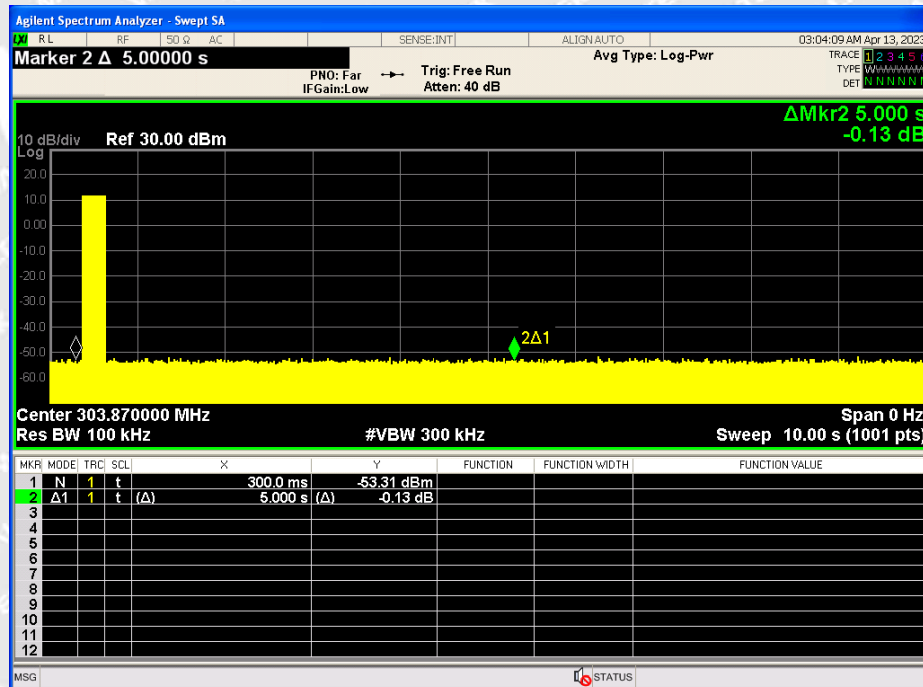 Agilent Spectrum Analyzer - Swept SA
LXI RL RF 50 Ω AC SENSE:INT ALIGNAUTO 03:04:09 AM Apr 13, 2023
Marker 2 Δ 5.00000 s
PNO: Far
IFGain:Low
Trig: Free Run
Atten: 40 dB
Avg Type: Log-Pwr
TRACE 1 2 3 4 5
TYPE W
DET N N N N N
ΔMkr2 5.000 s
-0.13 dB
10 dB/div Ref 30.00 dBm
Log
20.0
10.0
0.00
-10.0
-20.0
-30.0
-40.0
-50.0
-60.0
2Δ1
Center 303.870000 MHz Span 0 Hz
Res BW 100 kHz #VBW 300 kHz Sweep 10.00 s (1001 pts)
MKR MODE TRC SCL X Y FUNCTION FUNCTION WIDTH FUNCTION VALUE
1 N 1 t 300.0 ms -53.31 dBm
2 Δ1 1 t (Δ) 5.000 s (Δ) -0.13 dB
3
4
5
6
7
8
9
10
11
12
MSG STATUS